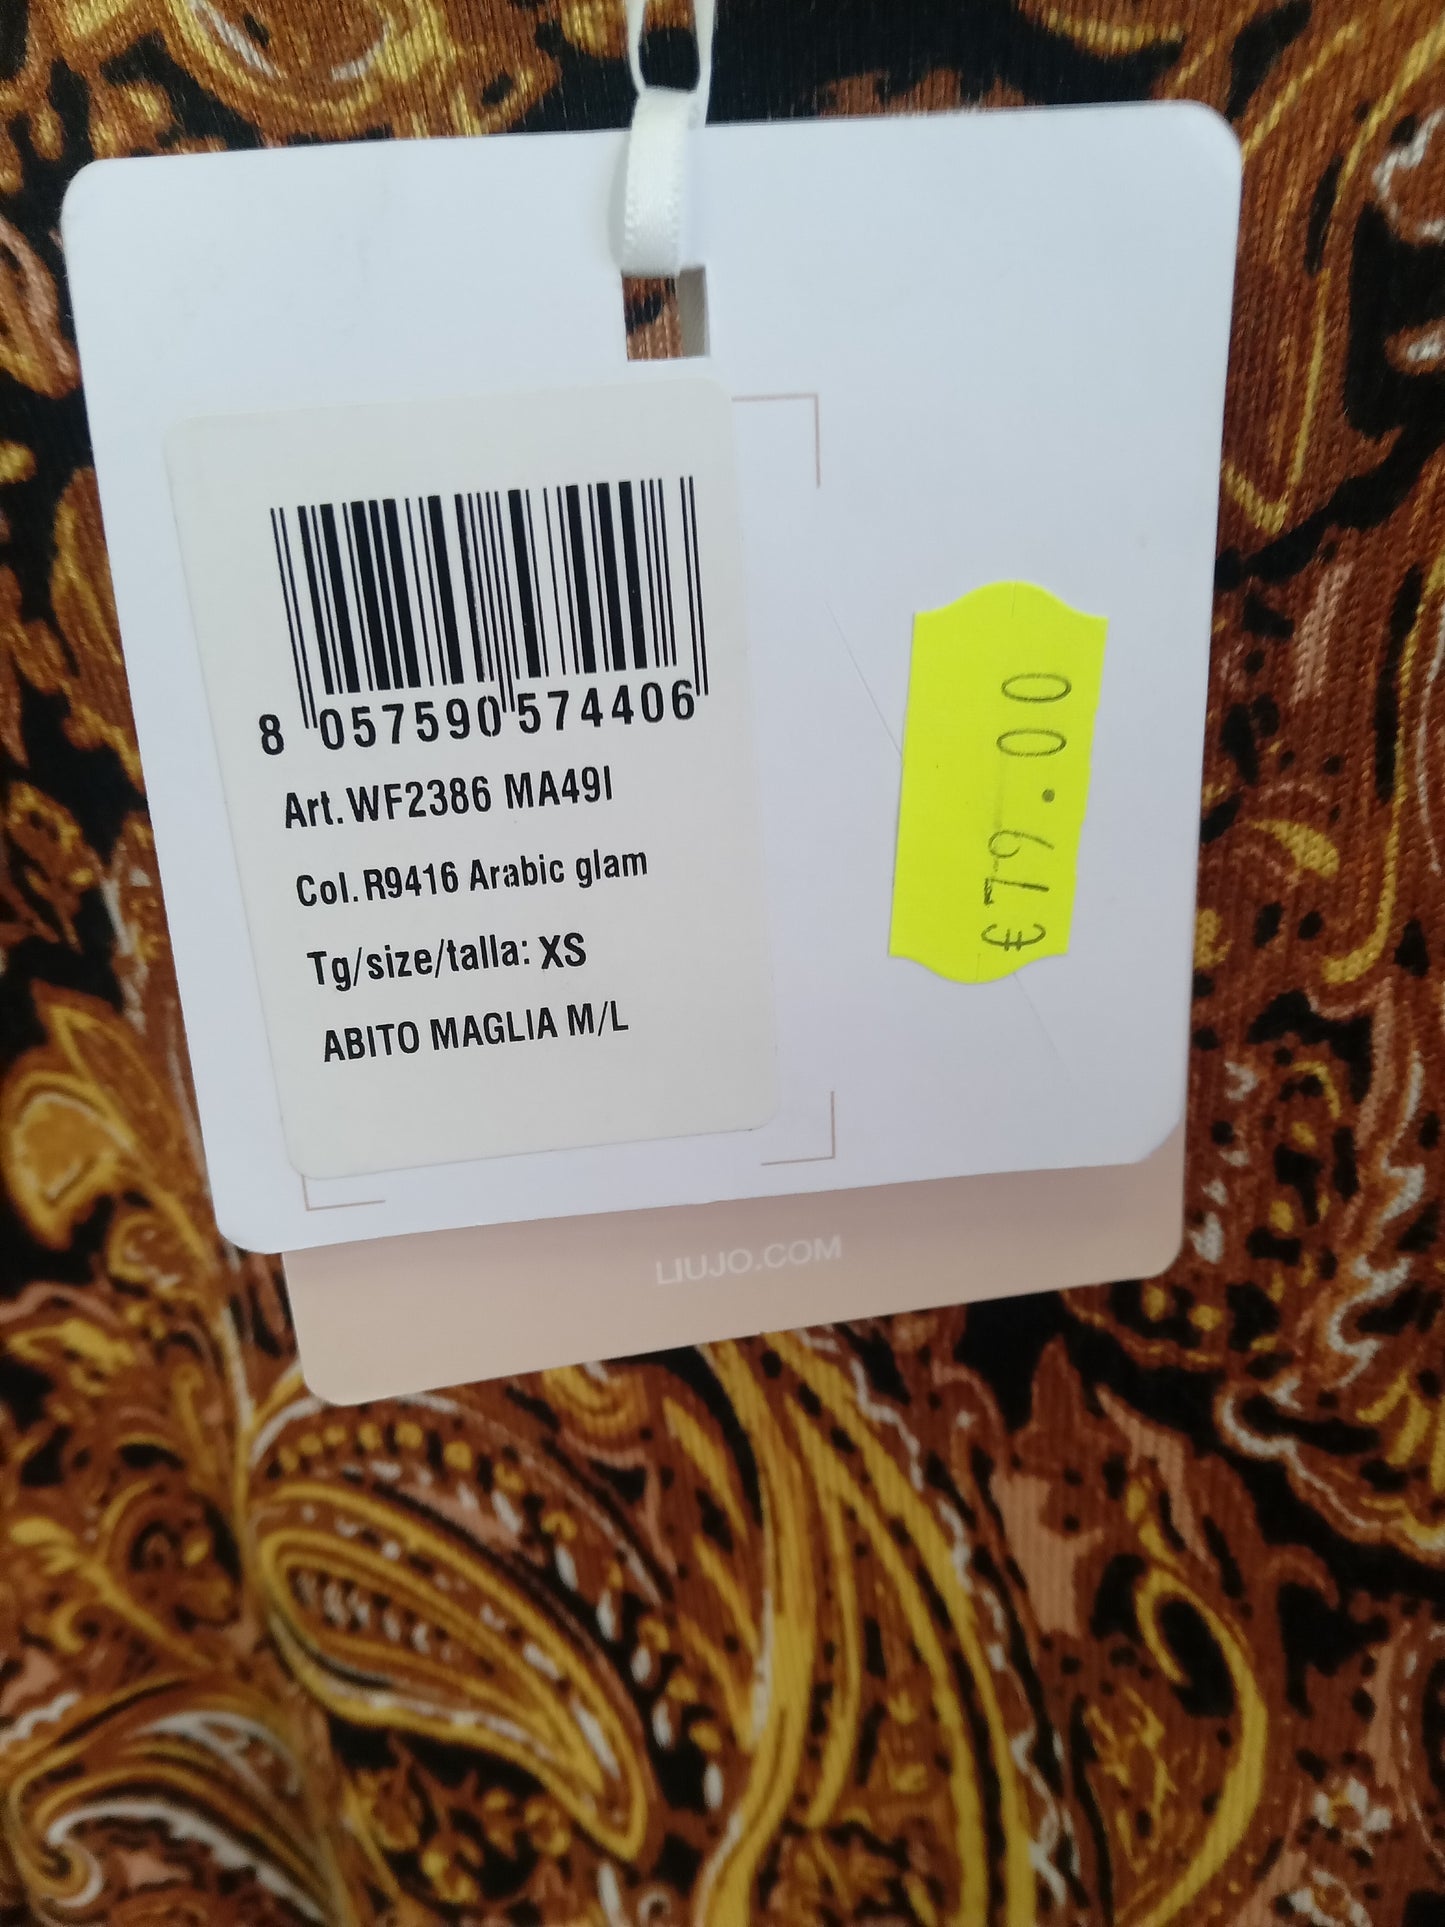 8 057590 574406
Art. WF2386 MA49I
Col. R9416 Arabic glam
Tg/size/talla: XS
ABITO MAGLIA M/L
€79.00
LIUJO.COM